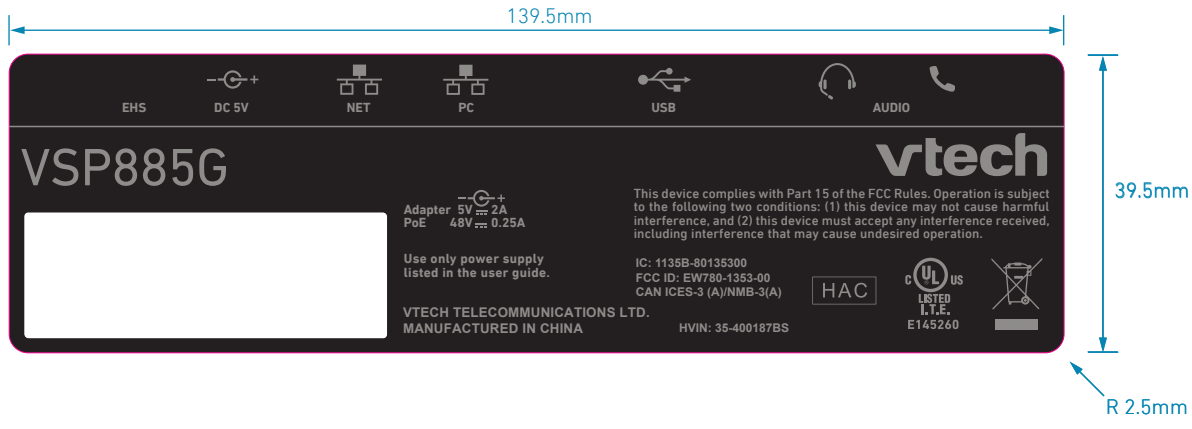 139.5mm
EHS DC 5V NET PC USB AUDIO
VSP885G
vtech
Adapter 5V 2A
PoE 48V 0.25A
Use only power supply
listed in the user guide.
VTECH TELECOMMUNICATIONS LTD.
MANUFACTURED IN CHINA
This device complies with Part 15 of the FCC Rules. Operation is subject
to the following two conditions: (1) this device may not cause harmful
interference, and (2) this device must accept any interference received,
including interference that may cause undesired operation.
IC: 1135B-80135300
FCC ID: EW780-1353-00
CAN ICES-3 (A)/NMB-3(A)
HVIN: 35-400187BS
HAC
C UL US
LISTED
I.T.E.
E145260
39.5mm
R 2.5mm